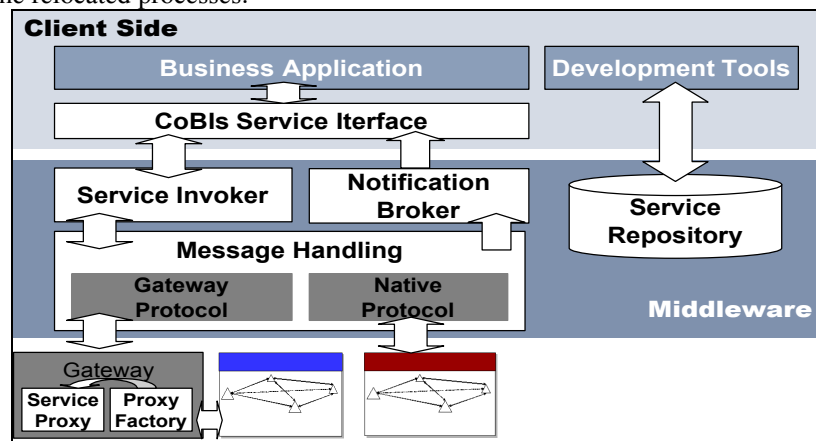 ne relocated processes.
Client Side
Business Application
Development Tools
CoBIs Service Iterface
Service Invoker
Notification
Broker
Service
Repository
Message Handling
Gateway
Protocol
Native
Protocol
Middleware
Gateway
Service
Proxy
Proxy
Factory